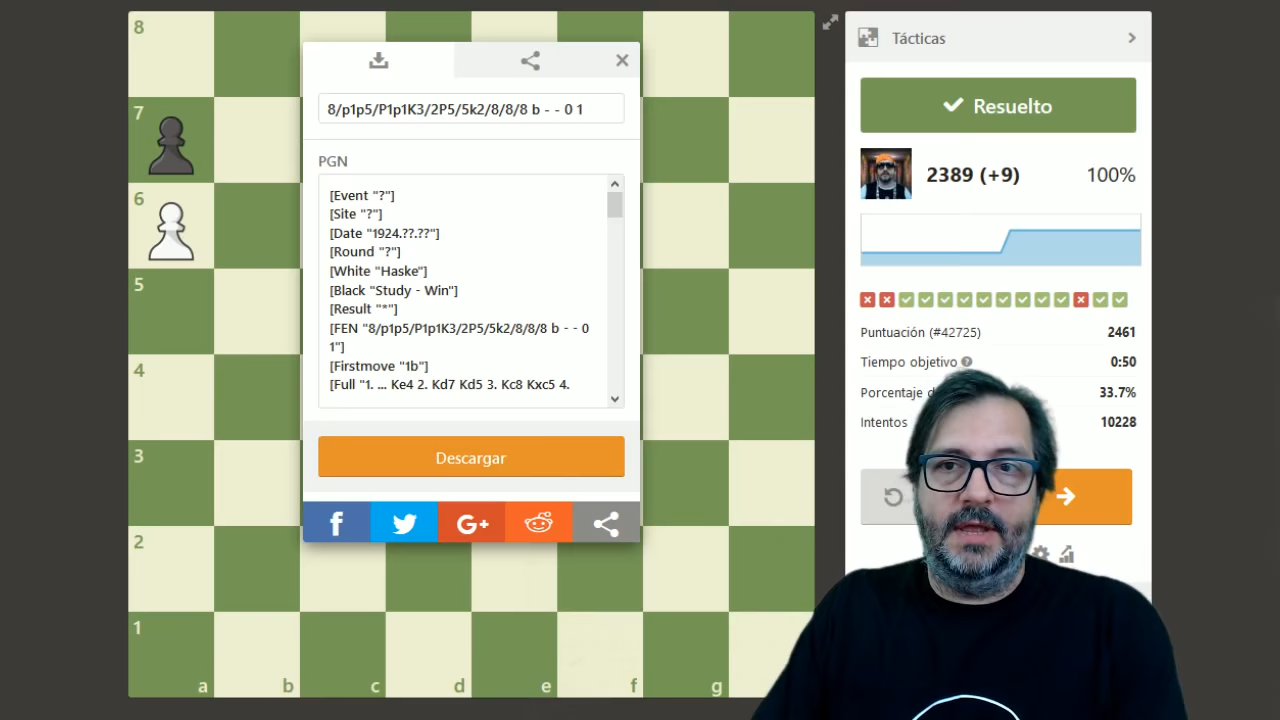 8
7
6
5
4
3
2
1
a
b
c
d
e
f
g
8/p1p5/P1p1K3/2P5/5k2/8/8/8 b - - 0 1
PGN
[Event "?"]
[Site "?"]
[Date "1924.??.??"]
[Round "?"]
[White "Haske"]
[Black "Study - Win"]
[Result "*"]
[FEN "8/p1p5/P1p1K3/2P5/5k2/8/8/8 b - - 0
1"]
[Firstmove "1b"]
[Full "1. ... Ke4 2. Kd7 Kd5 3. Kc8 Kxc5 4.
Descargar
f
G+
Tácticas
Resuelto
2389 (+9)
100%
Puntuación (#42725)
2461
Tiempo objetivo ?
0:50
Porcentaje
33.7%
Intentos
10228